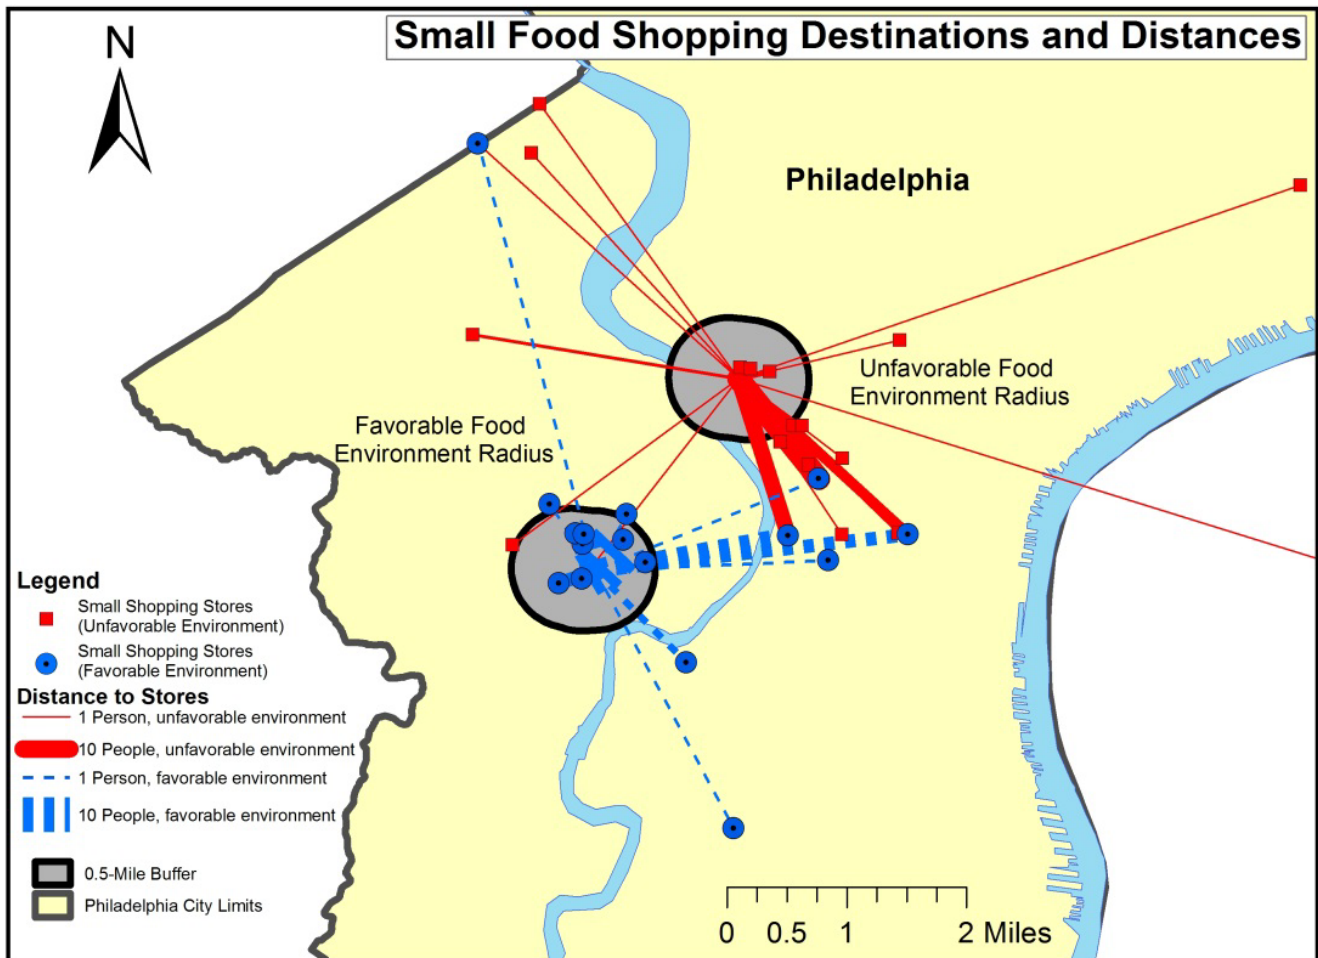 Small Food Shopping Destinations and Distances
N
Philadelphia
Unfavorable Food
Environment Radius
Favorable Food
Environment Radius
Legend
Small Shopping Stores
(Unfavorable Environment)
Small Shopping Stores
(Favorable Environment)
Distance to Stores
1 Person, unfavorable environment
10 People, unfavorable environment
1 Person, favorable environment
10 People, favorable environment
0.5-Mile Buffer
Philadelphia City Limits
0 0.5 1 2 Miles